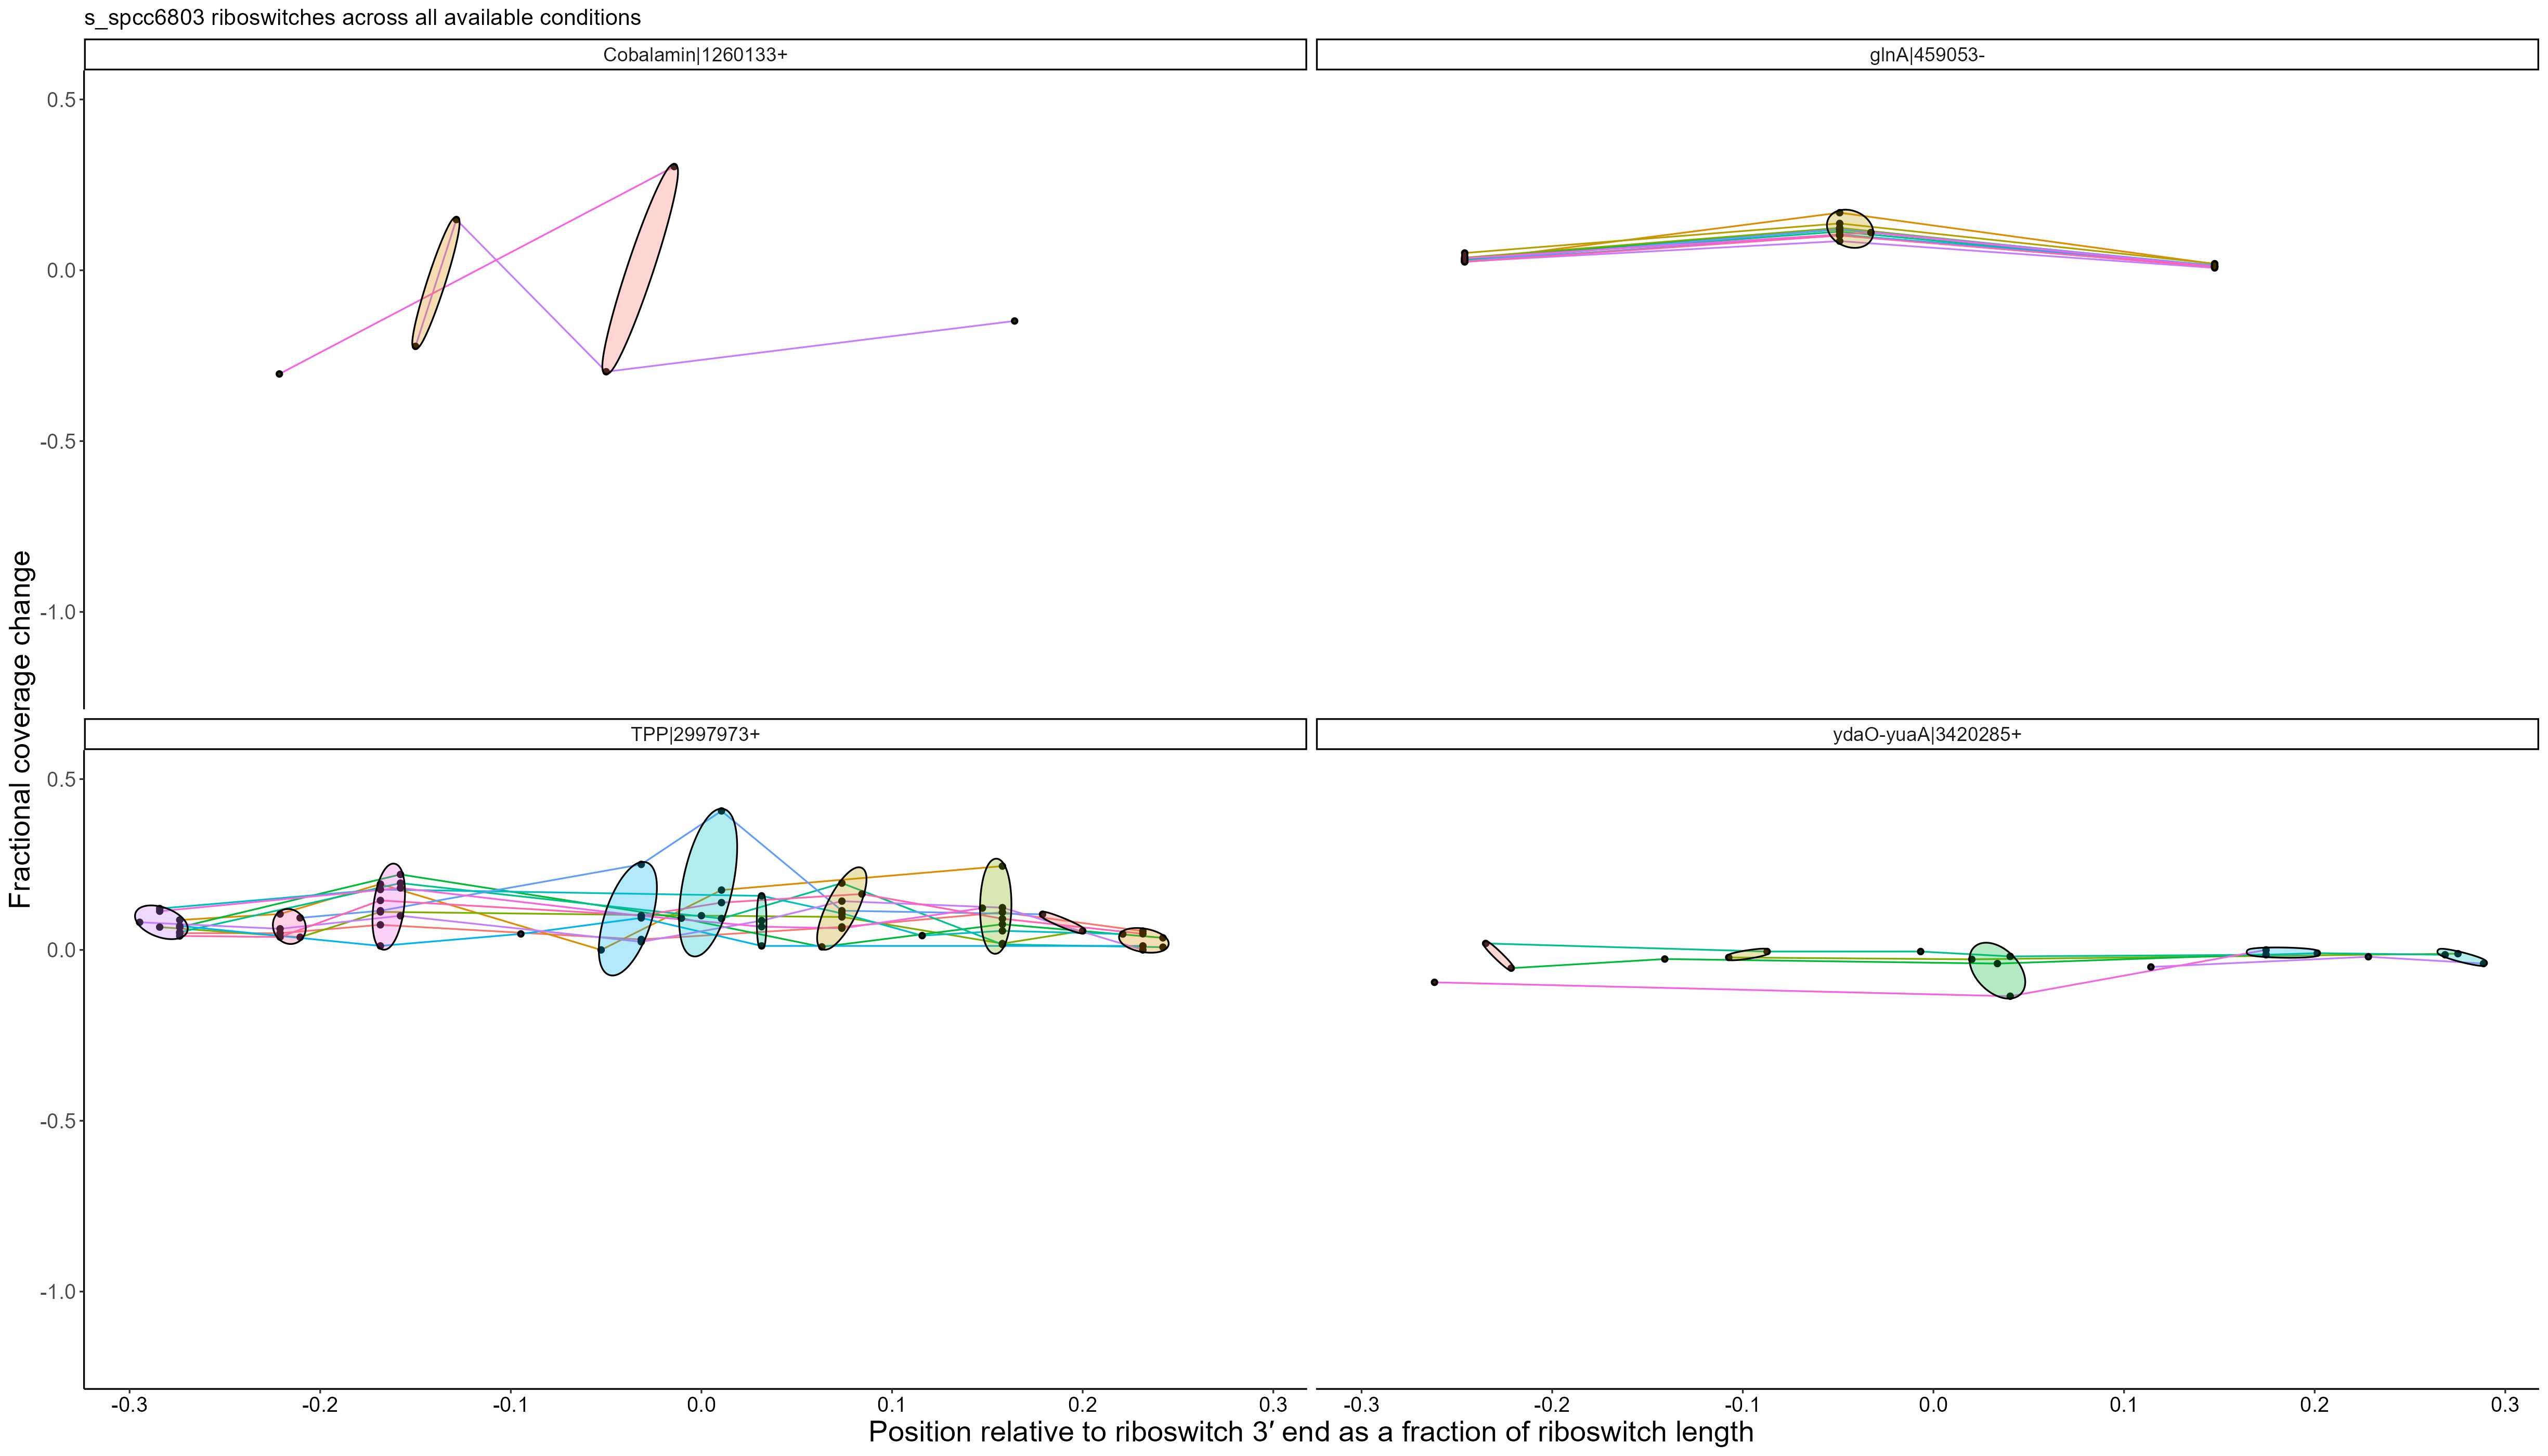 s_spcc6803 riboswitches across all available conditions
Cobalamin|1260133+
glnA|459053-
0.5
0.0
-0.5
-1.0
TPP|2997973+
ydaO-yuaA|3420285+
0.5
0.0
-0.5
-1.0
-0.3 -0.2 -0.1 0.0 0.1 0.2 0.3
-0.3 -0.2 -0.1 0.0 0.1 0.2 0.3
Position relative to riboswitch 3′ end as a fraction of riboswitch length
Fractional coverage change